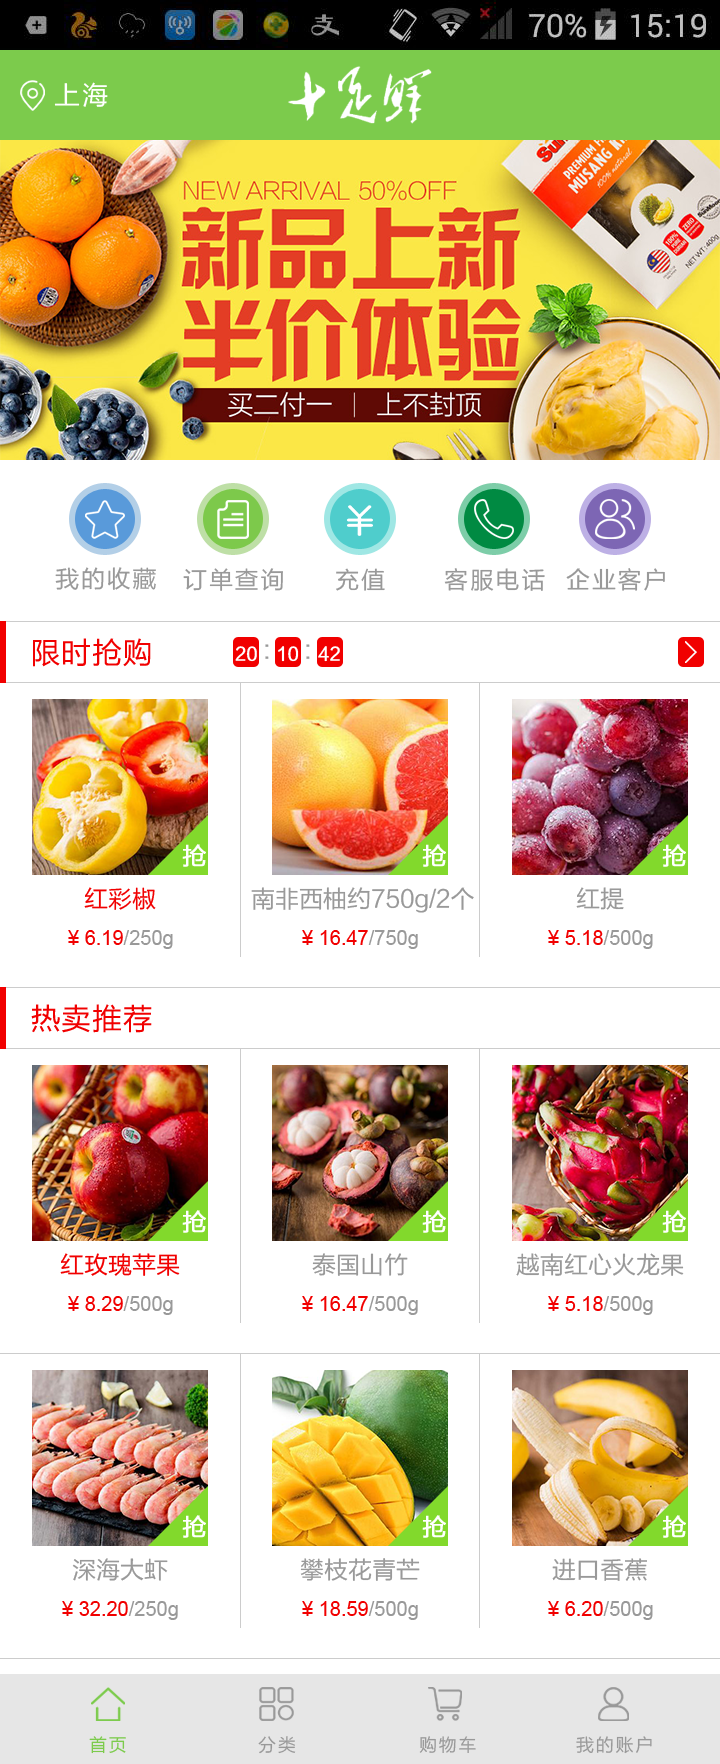 70% 15:19
上海
十足鲜
NEW ARRIVAL 50%OFF
新品上新
半价体验
买二付一 | 上不封顶
PREMIUM
MUSANG
100% natural
NET WT: 400g
我的收藏 订单查询 充值 客服电话 企业客户
限时抢购 20 : 10 : 42
抢 抢 抢
红彩椒 南非西柚约750g/2个 红提
¥ 6.19/250g ¥ 16.47/750g ¥ 5.18/500g
热卖推荐
抢 抢 抢
红玫瑰苹果 泰国山竹 越南红心火龙果
¥ 8.29/500g ¥ 16.47/500g ¥ 5.18/500g
抢 抢 抢
深海大虾 攀枝花青芒 进口香蕉
¥ 32.20/250g ¥ 18.59/500g ¥ 6.20/500g
首页 分类 购物车 我的账户